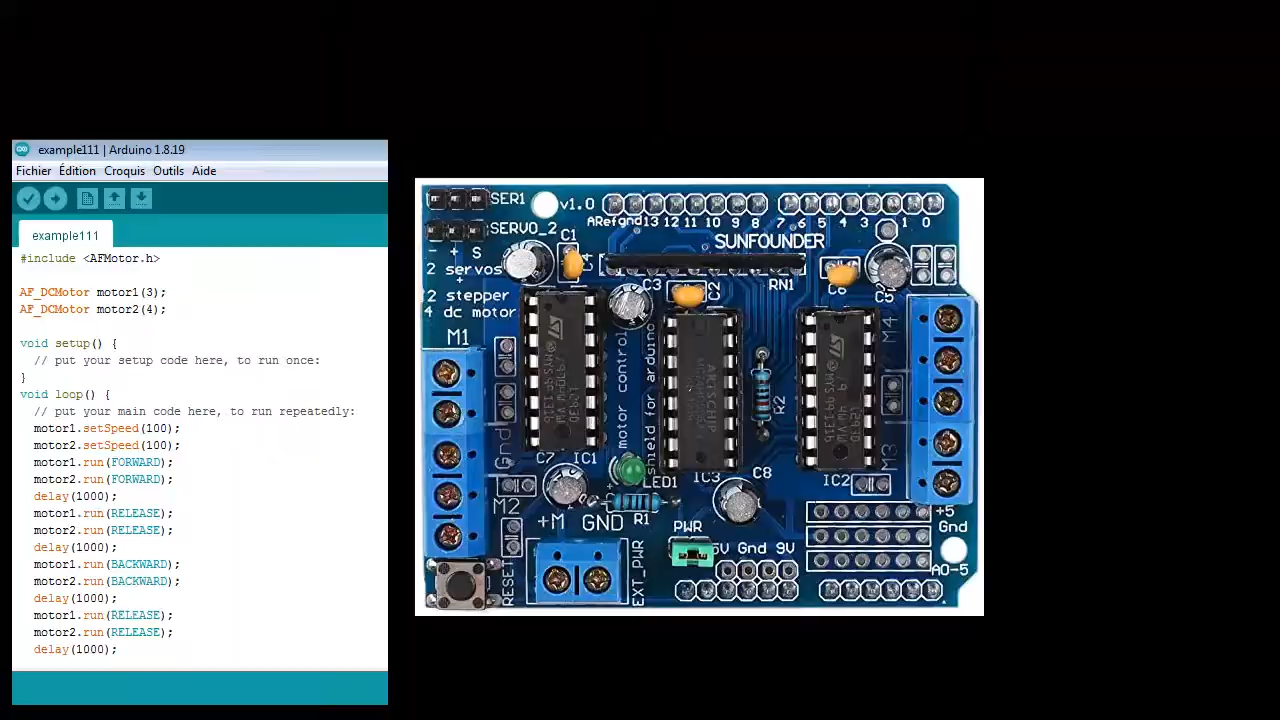 example111 | Arduino 1.8.19
Fichier Édition Croquis Outils Aide
example111
#include <AFMotor.h>
AF_DCMotor motor1(3);
AF_DCMotor motor2(4);
void setup() {
// put your setup code here, to run once:
}
void loop() {
// put your main code here, to run repeatedly:
motor1.setSpeed(100);
motor2.setSpeed(100);
motor1.run(FORWARD);
motor2.run(FORWARD);
delay(1000);
motor1.run(RELEASE);
motor2.run(RELEASE);
delay(1000);
motor1.run(BACKWARD);
motor2.run(BACKWARD);
delay(1000);
motor1.run(RELEASE);
motor2.run(RELEASE);
delay(1000);
SER1
v1.0
ARefgnd13 12 11 10 9 8 7 6 5 4 3 1 0
SERVO_2
- + S
C1
SUNFOUNDER
2 servos
+
2 stepper
4 dc motor
C3
C2
RN1
C6
C5
M1
M4
motor control
shield for arduino
R2
Gnd
M3
C7 IC1
LED1
IC3
C8
IC2
M2
+M GND
R1
PWR
+5
Gnd
5V Gnd 9V
A0-5
RESET
EXT_PWR